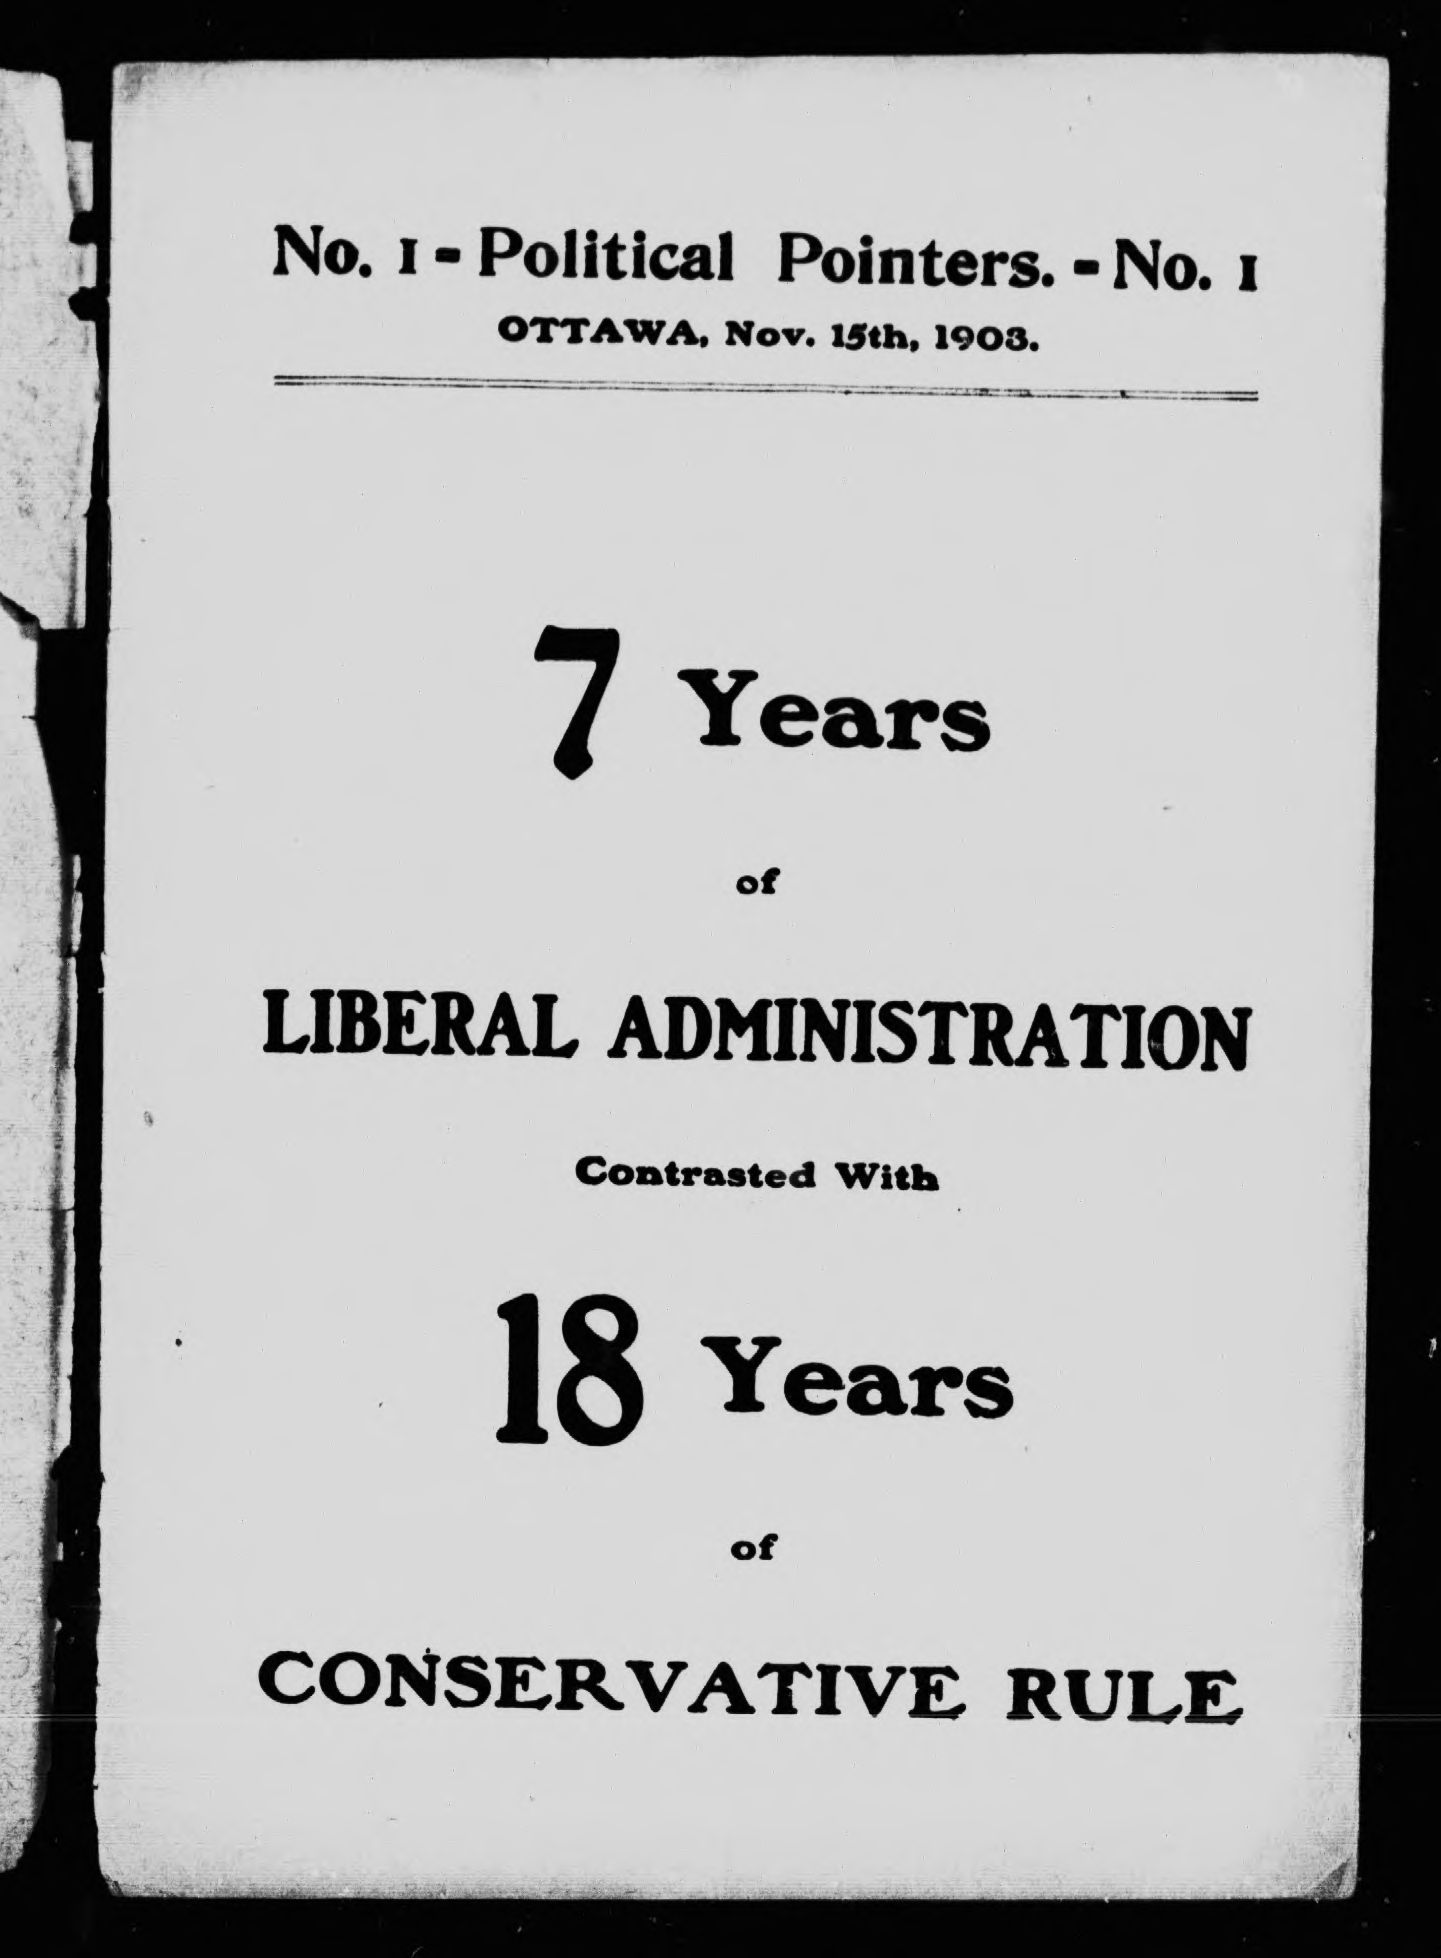 No. 1 - Political Pointers. - No. 1
OTTAWA, Nov. 15th, 1903.
7 Years
of
LIBERAL ADMINISTRATION
Contrasted With
18 Years
of
CONSERVATIVE RULE